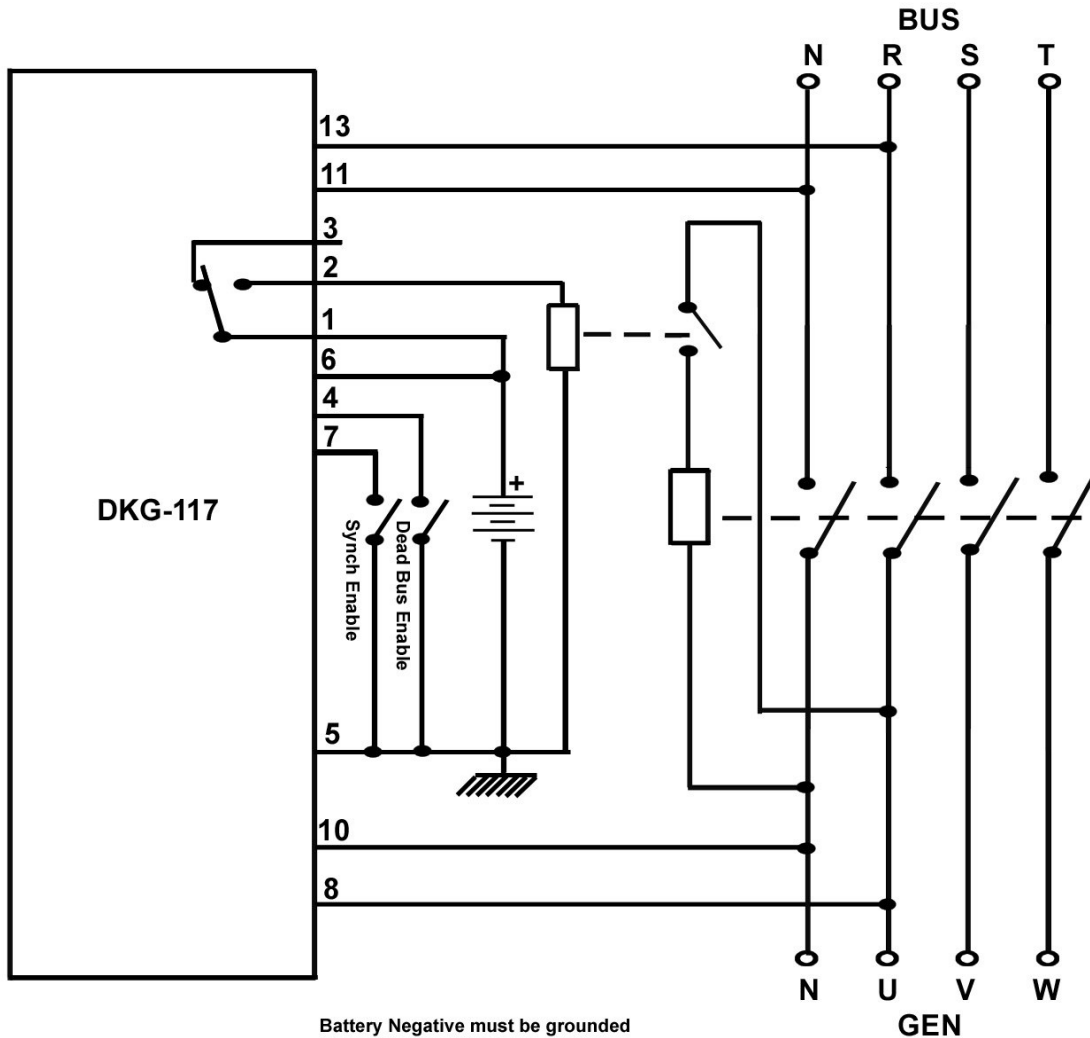 BUS
N R S T
13
11
3
2
1
6
4
7
+
DKG-117
Synch Enable
Dead Bus Enable
5
10
8
N U V W
GEN
Battery Negative must be grounded